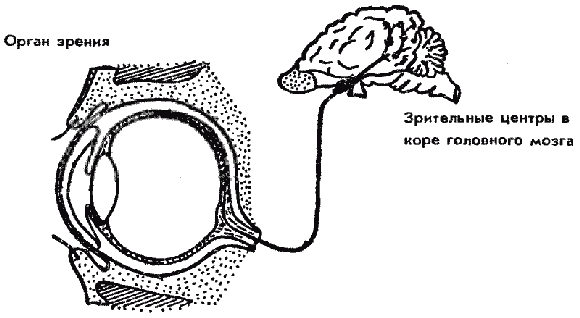 Орган зрения
Зрительные центры в
коре головного мозга